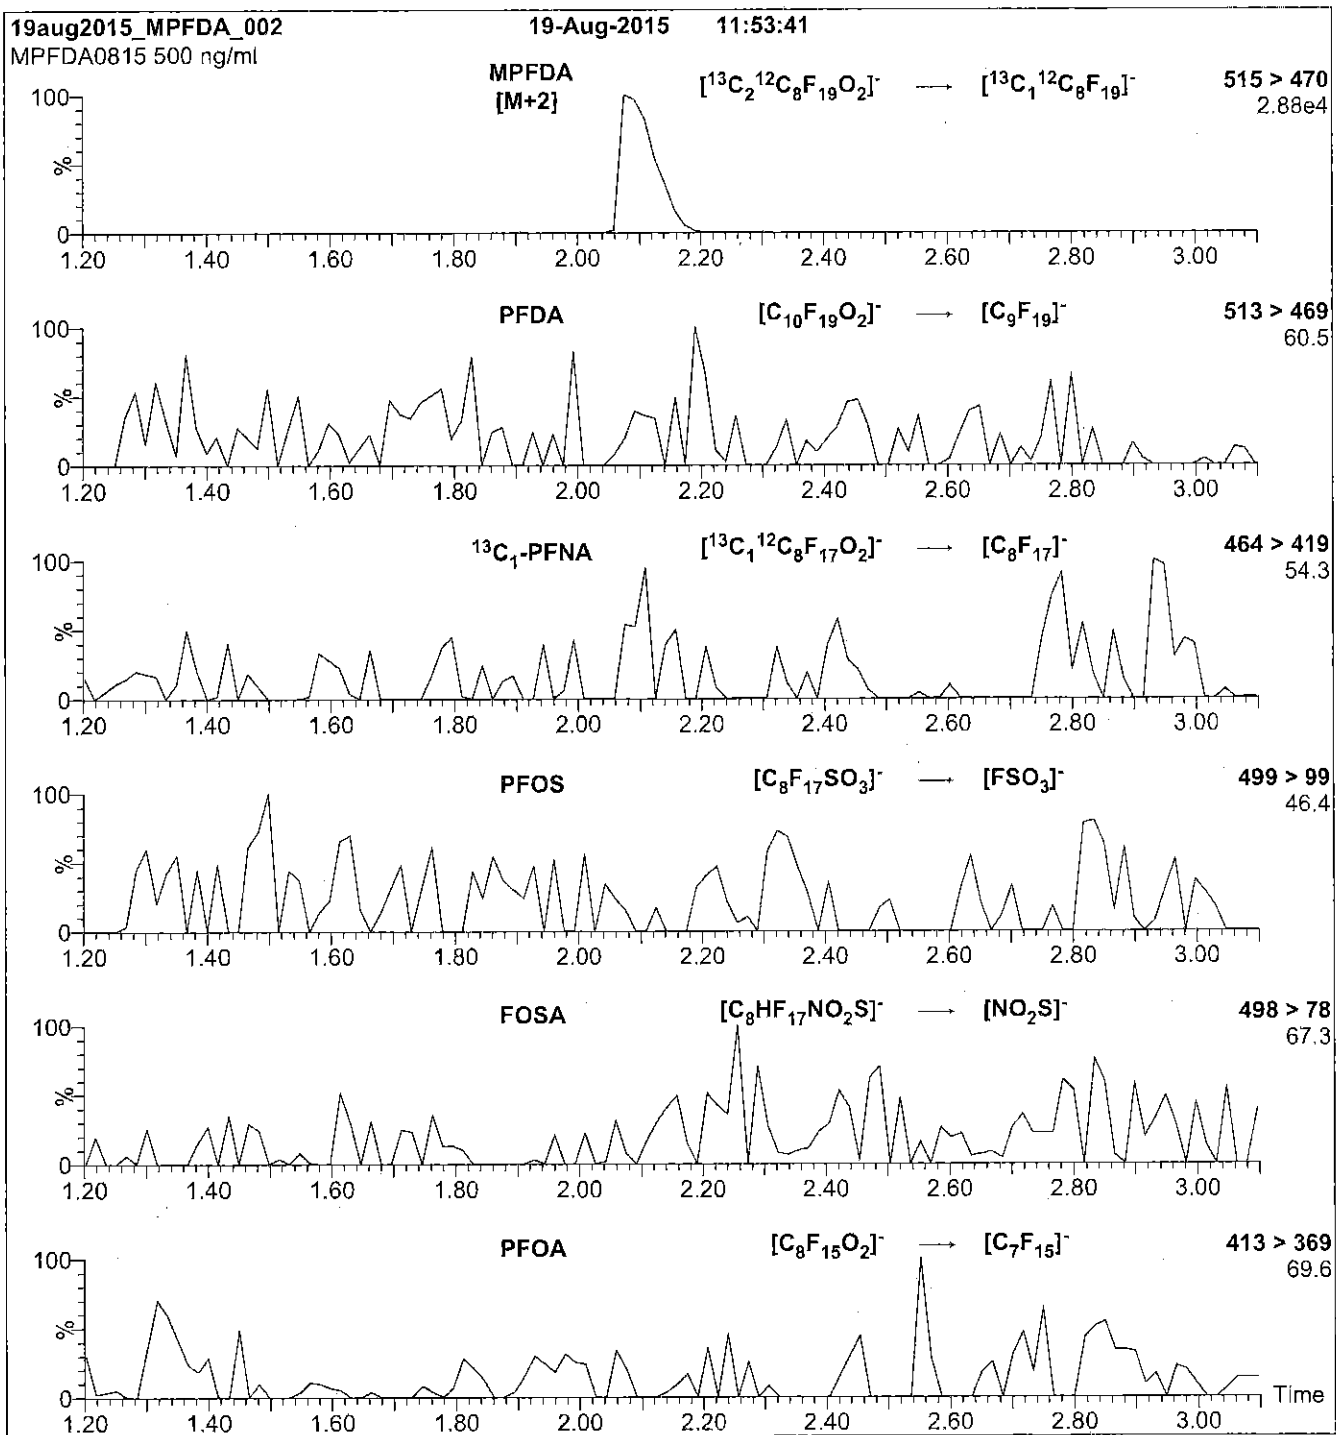 19aug2015_MPFDA_002 19-Aug-2015 11:53:41
MPFDA0815 500 ng/ml
MPFDA [¹³C₂¹²C₈F₁₉O₂]⁻ → [¹³C₁¹²C₈F₁₉]⁻ 515 > 470
[M+2] 2.88e4
100
%
0
1.20 1.40 1.60 1.80 2.00 2.20 2.40 2.60 2.80 3.00
PFDA [C₁₀F₁₉O₂]⁻ → [C₉F₁₉]⁻ 513 > 469
60.5
100
%
0
1.20 1.40 1.60 1.80 2.00 2.20 2.40 2.60 2.80 3.00
¹³C₁-PFNA [¹³C₁¹²C₈F₁₇O₂]⁻ → [C₈F₁₇]⁻ 464 > 419
54.3
100
%
0
1.20 1.40 1.60 1.80 2.00 2.20 2.40 2.60 2.80 3.00
PFOS [C₈F₁₇SO₃]⁻ → [FSO₃]⁻ 499 > 99
46.4
100
%
0
1.20 1.40 1.60 1.80 2.00 2.20 2.40 2.60 2.80 3.00
FOSA [C₈HF₁₇NO₂S]⁻ → [NO₂S]⁻ 498 > 78
67.3
100
%
0
1.20 1.40 1.60 1.80 2.00 2.20 2.40 2.60 2.80 3.00
PFOA [C₈F₁₅O₂]⁻ → [C₇F₁₅]⁻ 413 > 369
69.6
100
%
0 Time
1.20 1.40 1.60 1.80 2.00 2.20 2.40 2.60 2.80 3.00